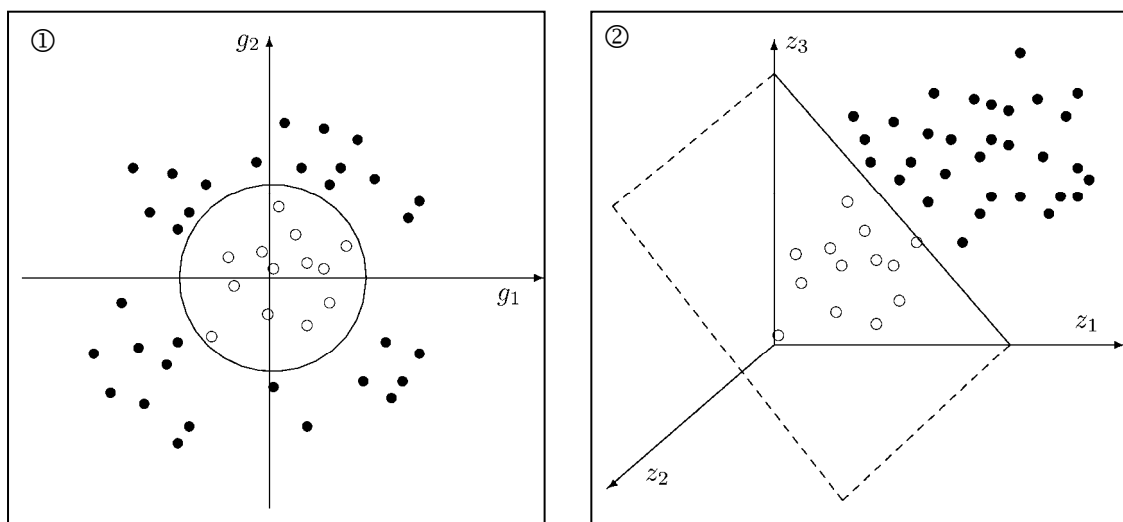 ①
g₂
g₁
②
z₃
z₁
z₂